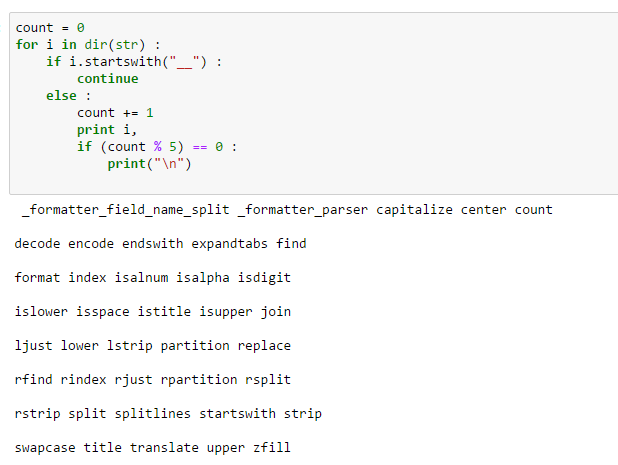 count = 0
for i in dir(str) :
    if i.startswith("__") :
        continue
    else :
        count += 1
        print i,
        if (count % 5) == 0 :
            print("\n")
_formatter_field_name_split _formatter_parser capitalize center count
decode encode endswith expandtabs find
format index isalnum isalpha isdigit
islower isspace istitle isupper join
ljust lower lstrip partition replace
rfind rindex rjust rpartition rsplit
rstrip split splitlines startswith strip
swapcase title translate upper zfill